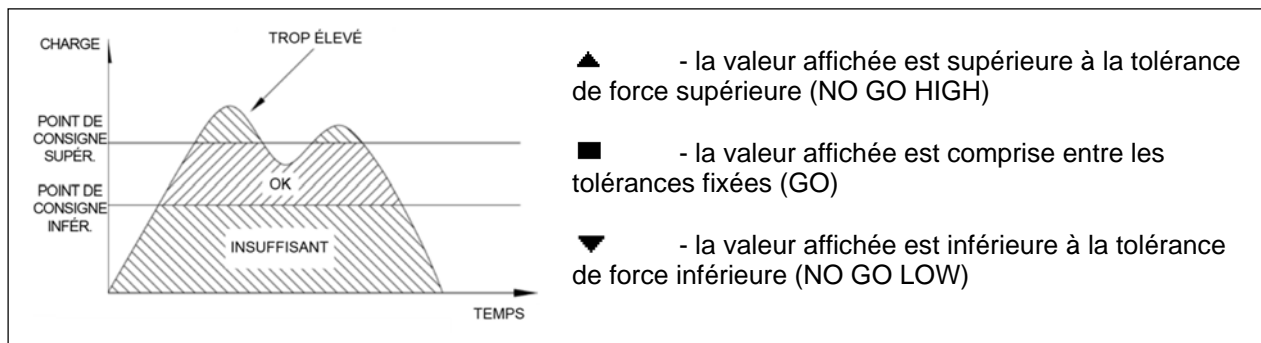 CHARGE
TROP ÉLEVÉ
POINT DE
CONSIGNE
SUPÉR.
OK
POINT DE
CONSIGNE
INFÉR.
INSUFFISANT
TEMPS
▲ - la valeur affichée est supérieure à la tolérance
de force supérieure (NO GO HIGH)
■ - la valeur affichée est comprise entre les
tolérances fixées (GO)
▼ - la valeur affichée est inférieure à la tolérance
de force inférieure (NO GO LOW)